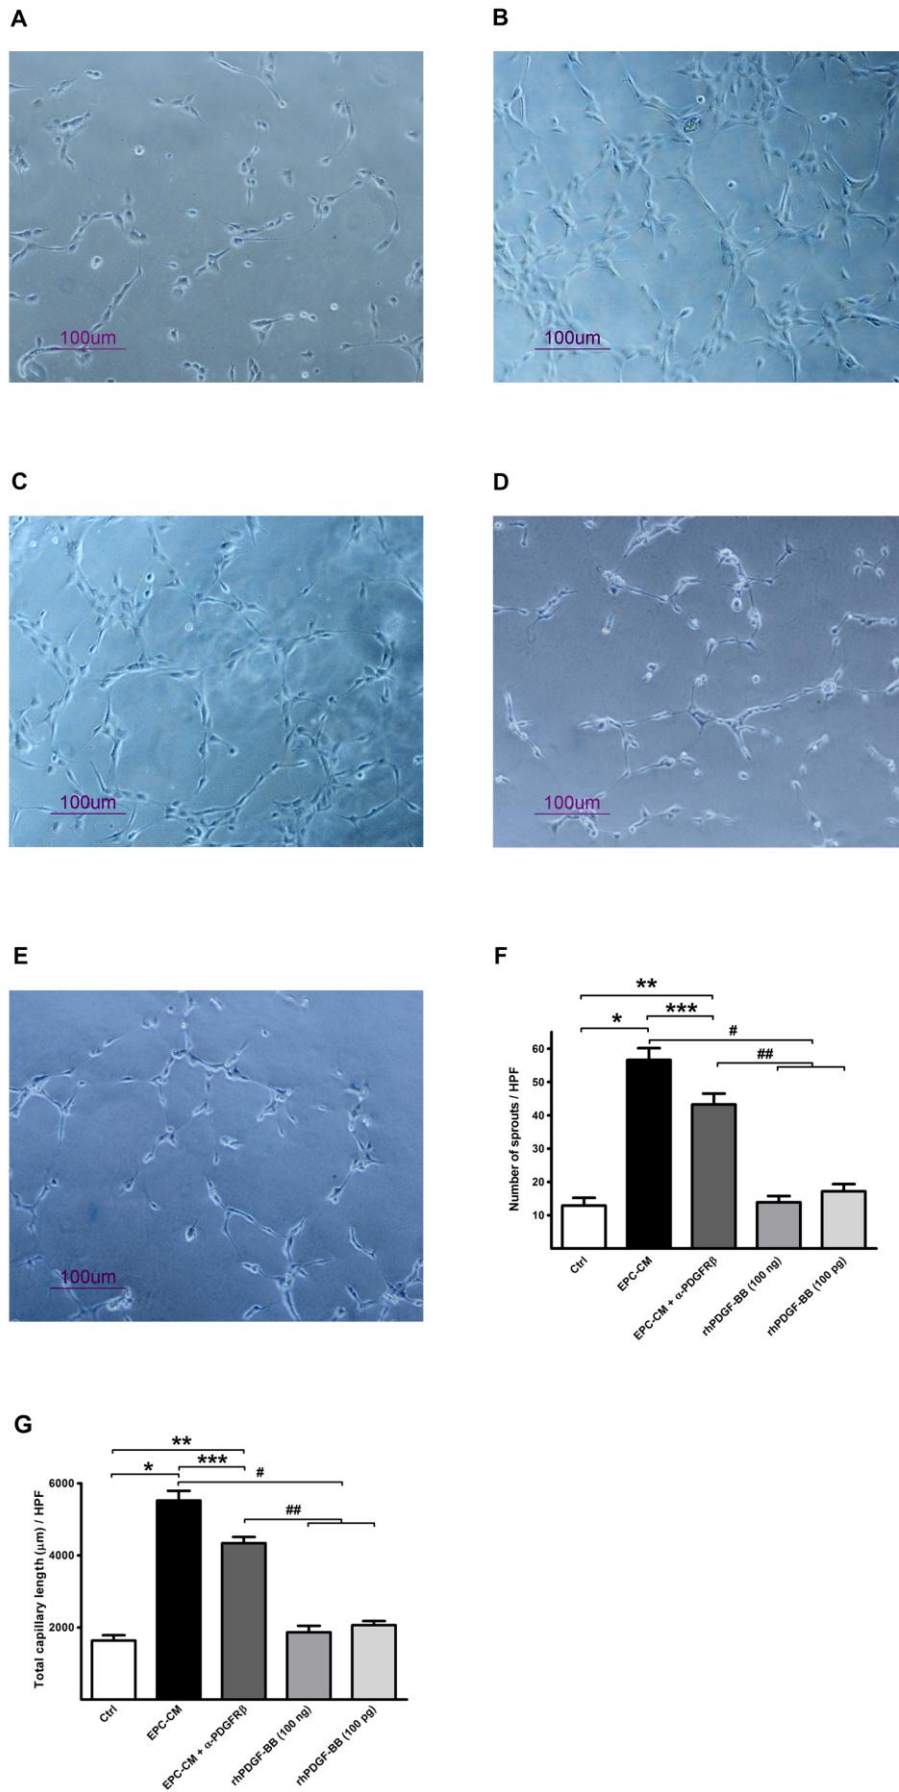 A
B
100um
100um
C
D
100um
100um
E
F
100um
**
* ***
#
##
Number of sprouts / HPF
60
50
40
30
20
10
Ctrl
EPC-CM
EPC-CM + α-PDGFRβ
rhPDGF-BB (100 ng)
rhPDGF-BB (100 pg)
G
**
* ***
#
##
Total capillary length (μm) / HPF
6000
4000
2000
Ctrl
EPC-CM
EPC-CM + α-PDGFRβ
rhPDGF-BB (100 ng)
rhPDGF-BB (100 pg)